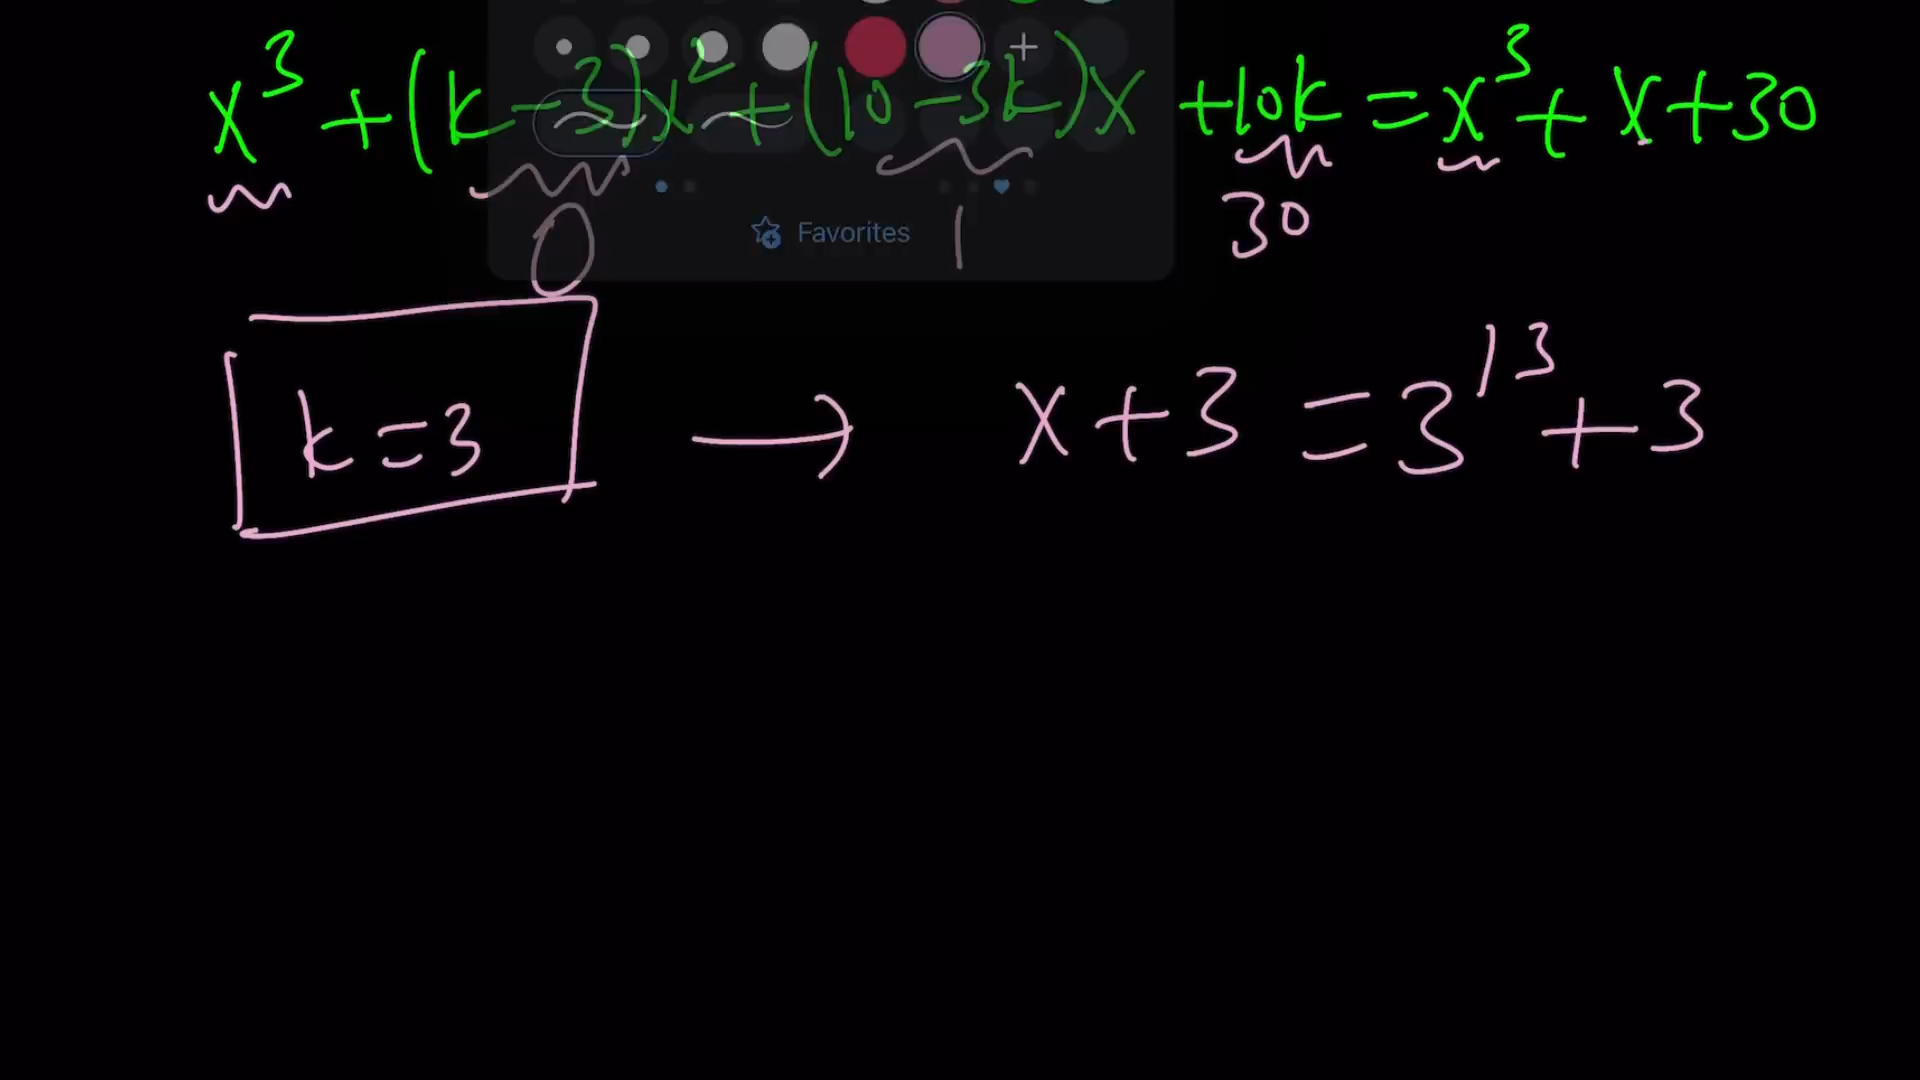 x³ + (k-3)x² + (10-3k)x +10k = x³ + x + 30
0 1 30
Favorites
k=3 → x+3 = 3¹³ + 3